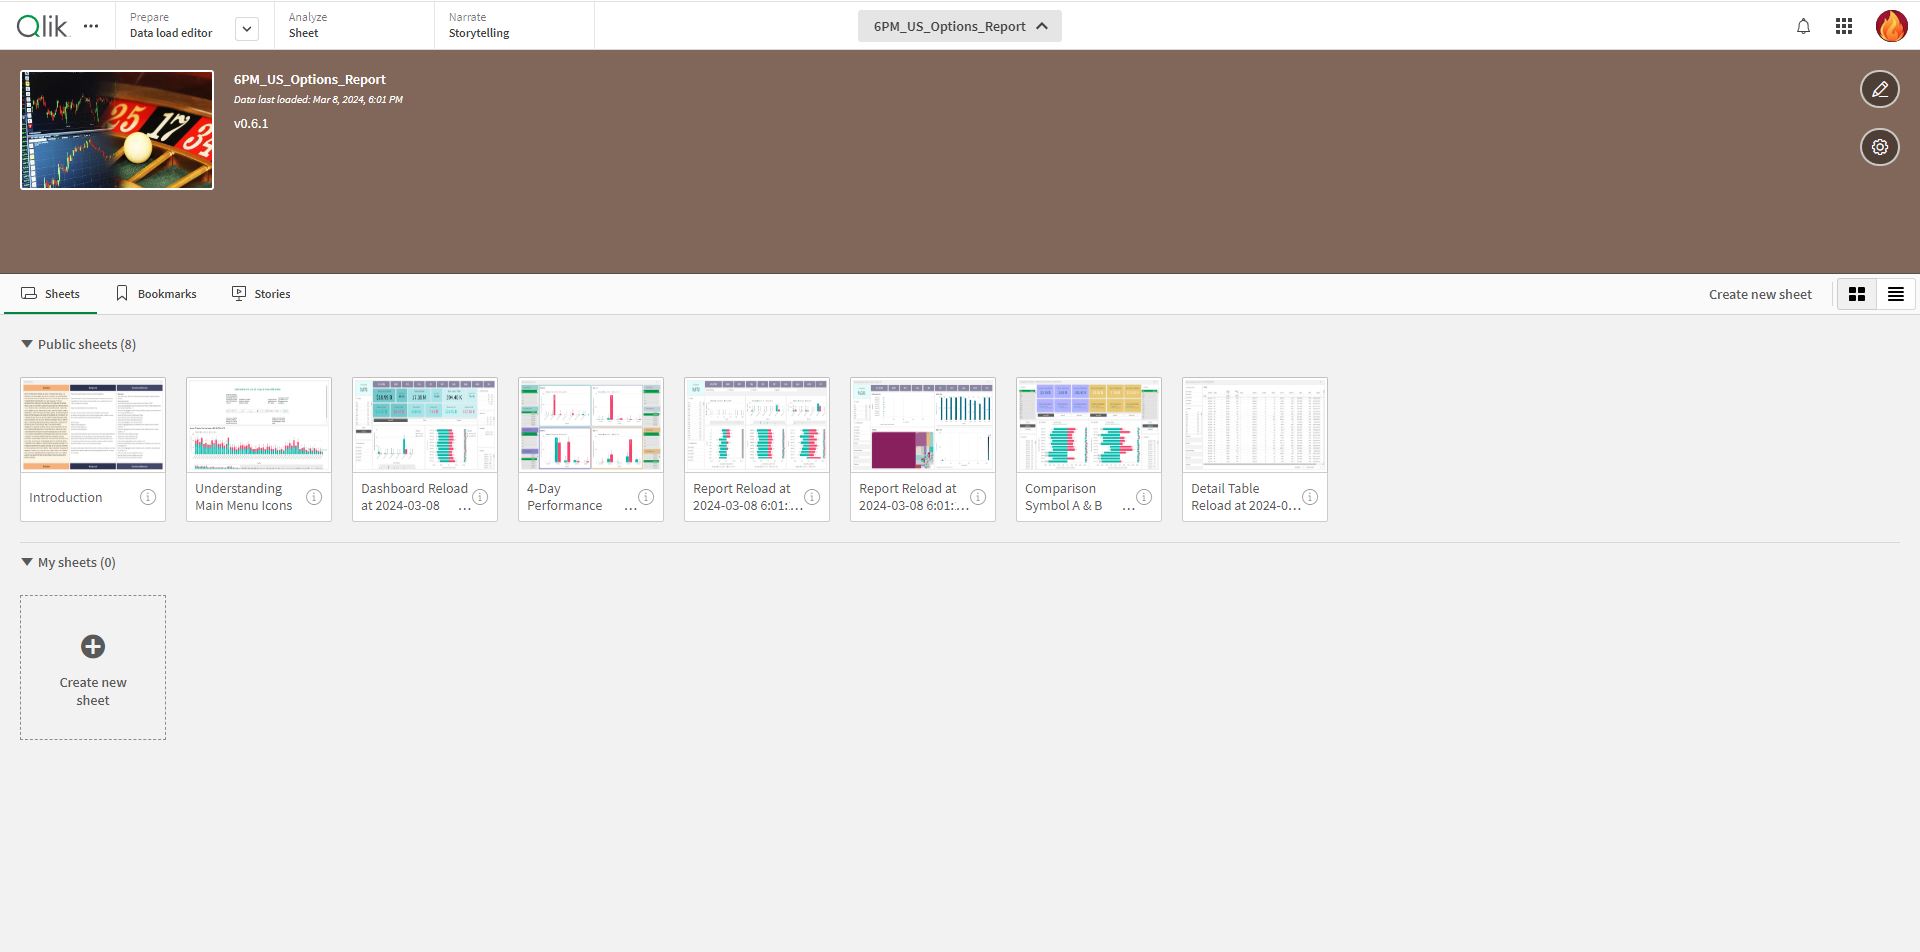 Qlik
Prepare
Data load editor
Analyze
Sheet
Narrate
Storytelling
6PM_US_Options_Report
6PM_US_Options_Report
Data last loaded: Mar 8, 2024, 6:01 PM
v0.6.1
25 17 34
Sheets
Bookmarks
Stories
Create new sheet
Public sheets (8)
Introduction
Understanding
Main Menu Icons
Dashboard Reload
at 2024-03-08 ...
4-Day
Performance ...
Report Reload at
2024-03-08 6:01:...
Report Reload at
2024-03-08 6:01:...
Comparison
Symbol A & B ...
Detail Table
Reload at 2024-0...
My sheets (0)
Create new
sheet